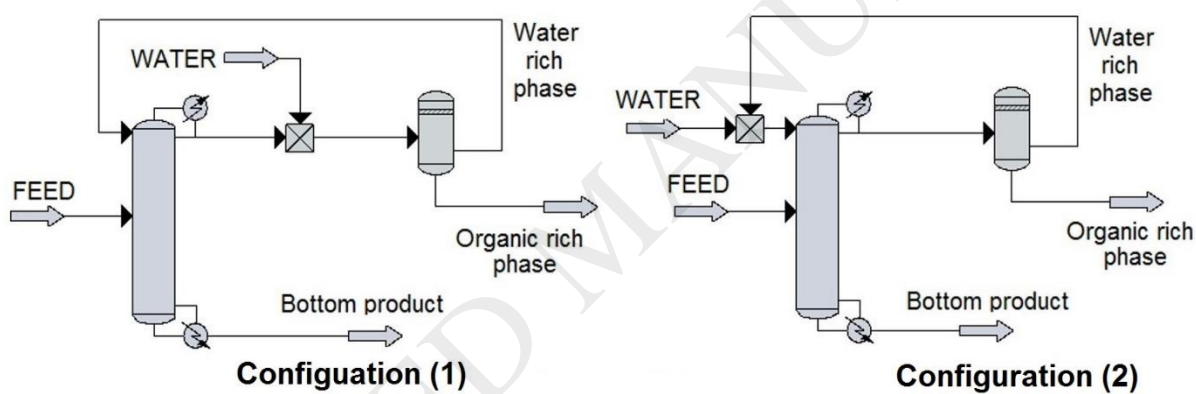 Water
rich
phase
WATER
FEED
Organic rich
phase
Bottom product
Configuation (1)
Water
rich
phase
WATER
FEED
Organic rich
phase
Bottom product
Configuration (2)
D MANU